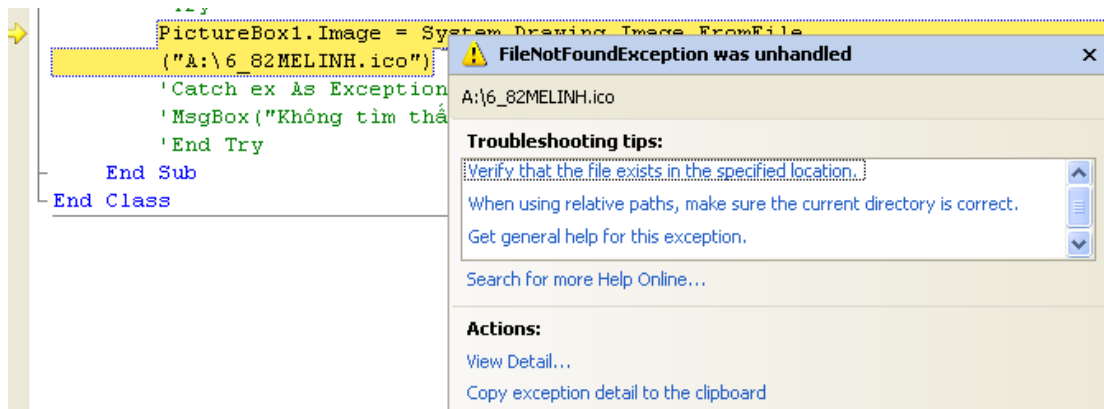 PictureBox1.Image = System.Drawing.Image.FromFile
("A:\6_82MELINH.ico")
'Catch ex As Exception
'MsgBox("Không tìm thấ
'End Try
End Sub
End Class
FileNotFoundException was unhandled
A:\6_82MELINH.ico
Troubleshooting tips:
Verify that the file exists in the specified location.
When using relative paths, make sure the current directory is correct.
Get general help for this exception.
Search for more Help Online...
Actions:
View Detail...
Copy exception detail to the clipboard